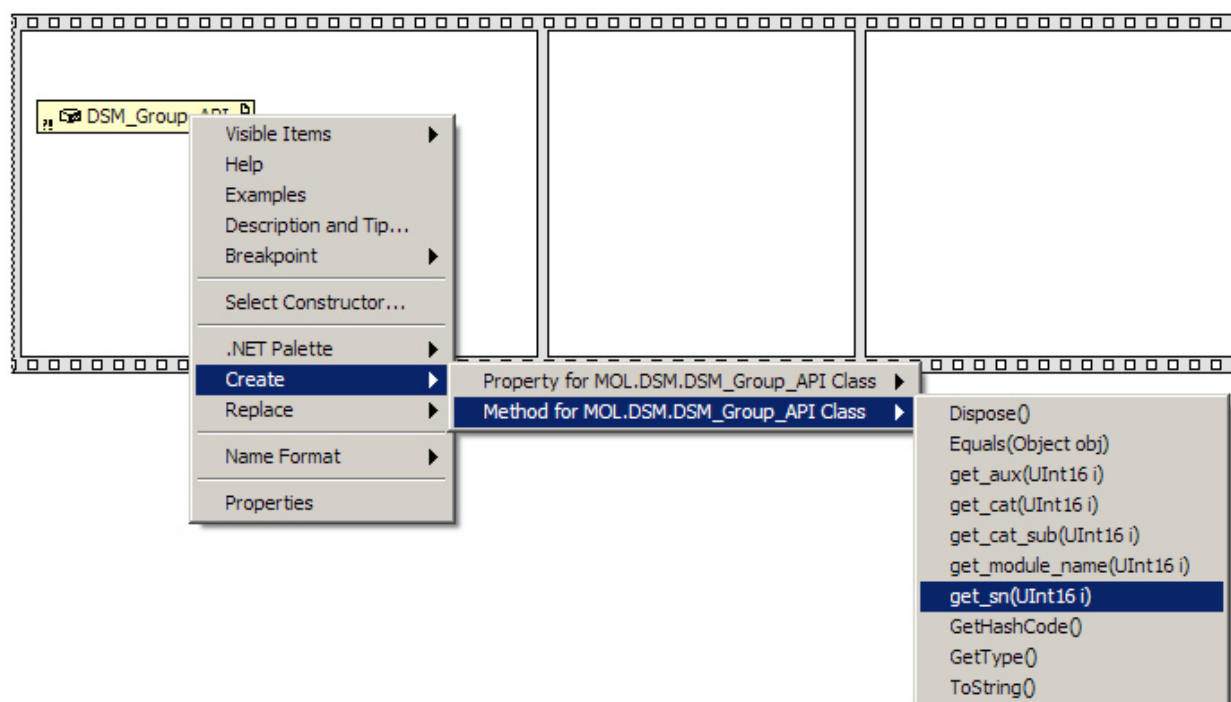 DSM_Group_API
Visible Items
Help
Examples
Description and Tip...
Breakpoint
Select Constructor...
.NET Palette
Create
Replace
Name Format
Properties
Property for MOL.DSM.DSM_Group_API Class
Method for MOL.DSM.DSM_Group_API Class
Dispose()
Equals(Object obj)
get_aux(UInt16 i)
get_cat(UInt16 i)
get_cat_sub(UInt16 i)
get_module_name(UInt16 i)
get_sn(UInt16 i)
GetHashCode()
GetType()
ToString()